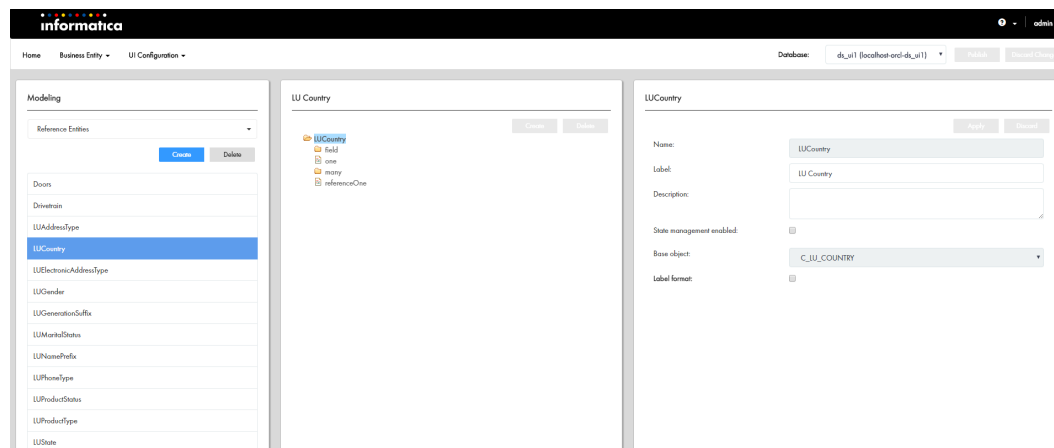 informatica
admin
Home Business Entity UI Configuration
Database: ds_ui1 (localhost-orcl-ds_ui1) Publish
Modeling
Reference Entities
Create Delete
Doors
Drivetrain
LUAddressType
LUCountry
LUElectronicAddressType
LUGender
LUGenerationSuffix
LUMaritalStatus
LUNamePrefix
LUPhoneType
LUProductStatus
LUProductType
LUState
LU Country
Create Delete
LUCountry
field
one
many
referenceOne
LUCountry
Apply Discard
Name: LUCountry
Label: LU Country
Description:
State management enabled:
Base object: C_LU_COUNTRY
Label format: